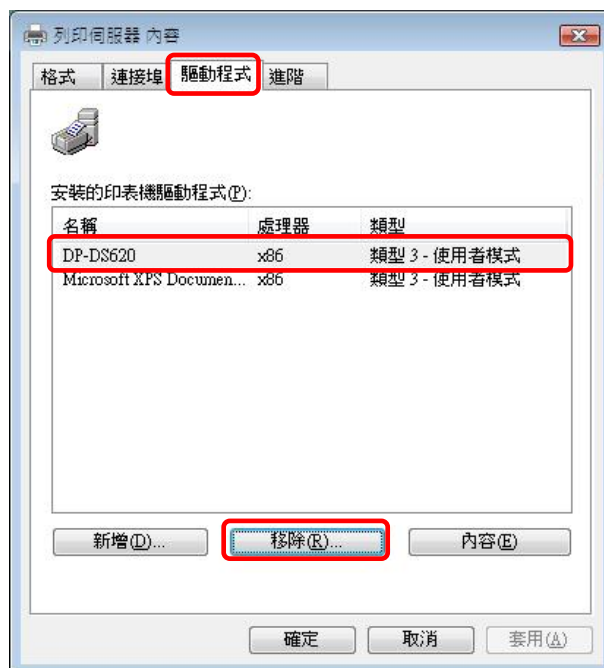 列印伺服器 內容
格式 連接埠 驅動程式 進階
安裝的印表機驅動程式(P):
名稱 處理器 類型
DP-DS620 x86 類型 3 - 使用者模式
Microsoft XPS Documen... x86 類型 3 - 使用者模式
新增(D)... 移除(R)... 內容(E)
確定 取消 套用(A)